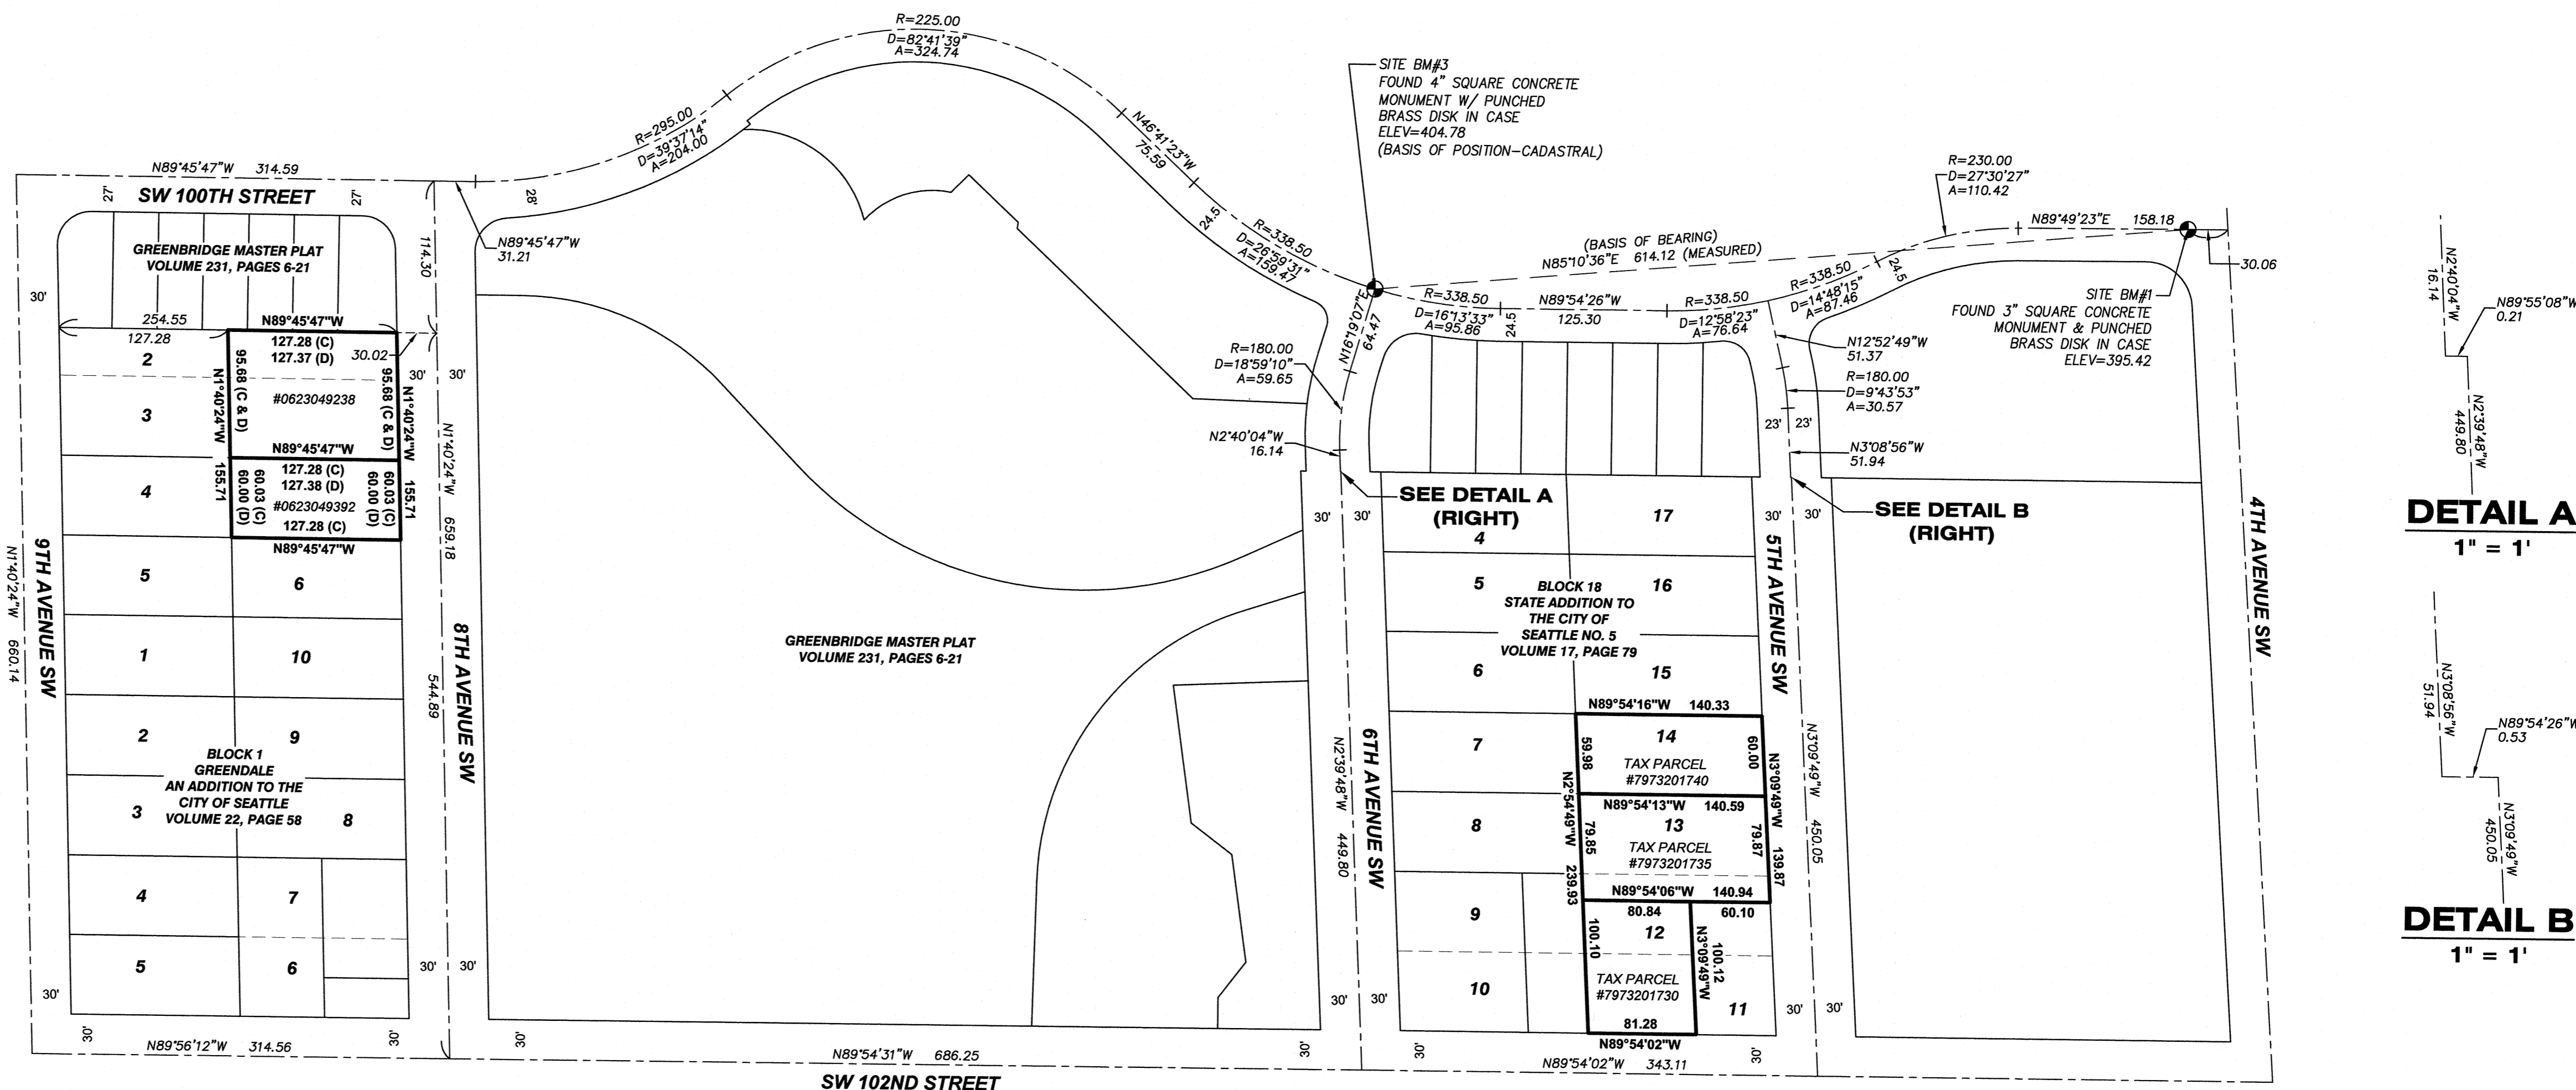 R=225.00
D=82°41'39"
A=324.74
R=295.00
D=39°37'14"
A=204.00
N46°41'23"W
75.59
SITE BM#3
FOUND 4" SQUARE CONCRETE
MONUMENT W/ PUNCHED
BRASS DISK IN CASE
ELEV=404.78
(BASIS OF POSITION-CADASTRAL)
N89°45'47"W 314.59
SW 100TH STREET
27'
27'
28'
N89°45'47"W
31.21
114.30
GREENBRIDGE MASTER PLAT
VOLUME 231, PAGES 6-21
30'
24.5
R=338.50
D=26°59'31"
A=159.47
(BASIS OF BEARING)
N85°10'36"E 614.12 (MEASURED)
R=230.00
D=27°30'27"
A=110.42
N89°49'23"E 158.18
30.06
R=338.50
D=14°48'15"
A=87.46
24.5
SITE BM#1
FOUND 3" SQUARE CONCRETE
MONUMENT & PUNCHED
BRASS DISK IN CASE
ELEV=395.42
R=338.50
D=16°13'33"
A=95.86
24.5
N89°54'26"W
125.30
R=338.50
D=12°58'23"
A=76.64
N16°19'07"E
64.47
R=180.00
D=18°59'10"
A=59.65
N12°52'49"W
51.37
R=180.00
D=9°43'53"
A=30.57
23'
23'
N3°08'56"W
51.94
N2°40'04"W
16.14
SEE DETAIL A
(RIGHT)
SEE DETAIL B
(RIGHT)
254.55
127.28
N89°45'47"W
127.28 (C)
127.37 (D)
30.02
2
3
4
5
1
2
3
4
5
95.68 (C & D)
N1°40'24"W
155.71
#0623049238
95.68 (C & D)
N1°40'24"W
155.71
30'
30'
N89°45'47"W
127.28 (C)
127.38 (D)
60.03 (C)
60.00 (D)
#0623049392
60.03 (C)
60.00 (D)
127.28 (C)
N89°45'47"W
6
10
9
8
7
6
BLOCK 1
GREENDALE
AN ADDITION TO THE
CITY OF SEATTLE
VOLUME 22, PAGE 58
9TH AVENUE SW
N1°40'24"W 660.14
8TH AVENUE SW
N1°40'24"W 659.18
544.89
30'
30'
30'
30'
30'
N89°56'12"W 314.56
GREENBRIDGE MASTER PLAT
VOLUME 231, PAGES 6-21
30'
30'
N89°54'31"W 686.25
SW 102ND STREET
6TH AVENUE SW
N2°39'48"W 449.80
30'
30'
30'
30'
4
5
6
7
8
9
10
17
16
15
BLOCK 18
STATE ADDITION TO
THE CITY OF
SEATTLE NO. 5
VOLUME 17, PAGE 79
N89°54'16"W 140.33
14
TAX PARCEL
#7973201740
59.98
60.00
N89°54'13"W 140.59
13
TAX PARCEL
#7973201735
79.85
79.87
N2°54'49"W 239.93
N3°09'49"W 139.87
N89°54'06"W 140.94
80.84
60.10
12
TAX PARCEL
#7973201730
100.10
100.12
N3°09'49"W
11
81.28
N89°54'02"W
30'
30'
N89°54'02"W 343.11
5TH AVENUE SW
N3°09'49"W 450.05
30'
30'
30'
30'
4TH AVENUE SW
N2°40'04"W
16.14
N89°55'08"W
0.21
N2°39'48"W
449.80
DETAIL A
1" = 1'
N3°08'56"W
51.94
N89°54'26"W
0.53
N3°09'49"W
450.05
DETAIL B
1" = 1'